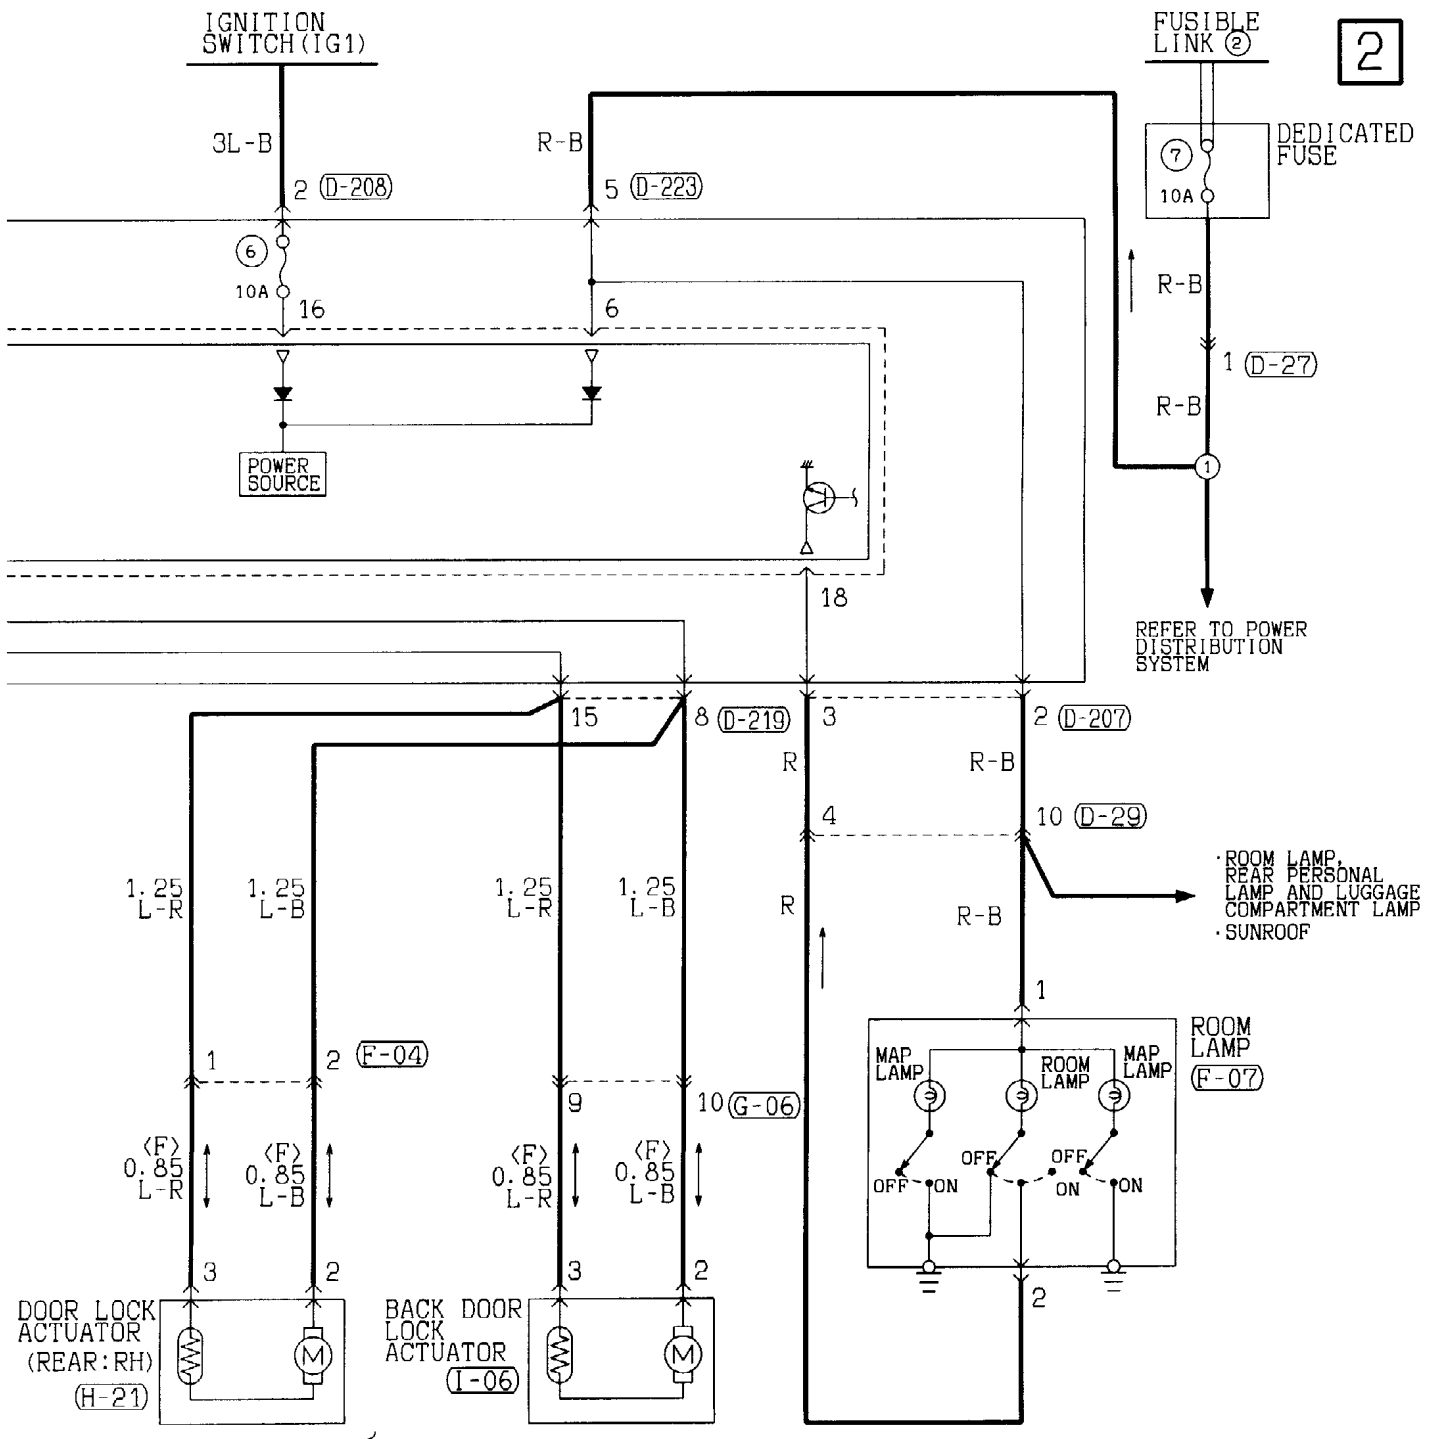 IGNITION
SWITCH(IG1)
FUSIBLE
LINK ②
2
3L-B
R-B
2 (D-208)
5 (D-223)
DEDICATED
FUSE
7
10A
6
10A
16
6
R-B
1 (D-27)
R-B
1
POWER
SOURCE
18
REFER TO POWER
DISTRIBUTION
SYSTEM
15
8 (D-219)
3
2 (D-207)
R
R-B
4
10 (D-29)
·ROOM LAMP,
REAR PERSONAL
LAMP AND LUGGAGE
COMPARTMENT LAMP
·SUNROOF
1.25
L-R
1.25
L-B
1.25
L-R
1.25
L-B
R
R-B
1
ROOM
LAMP
(F-07)
MAP
LAMP
ROOM
LAMP
MAP
LAMP
OFF
ON
OFF
ON
OFF
ON
1
2
(F-04)
9
10 (G-06)
<F>
0.85
L-R
<F>
0.85
L-B
<F>
0.85
L-R
<F>
0.85
L-B
3
2
3
2
2
DOOR LOCK
ACTUATOR
(REAR:RH)
(H-21)
M
BACK DOOR
LOCK
ACTUATOR
(I-06)
M